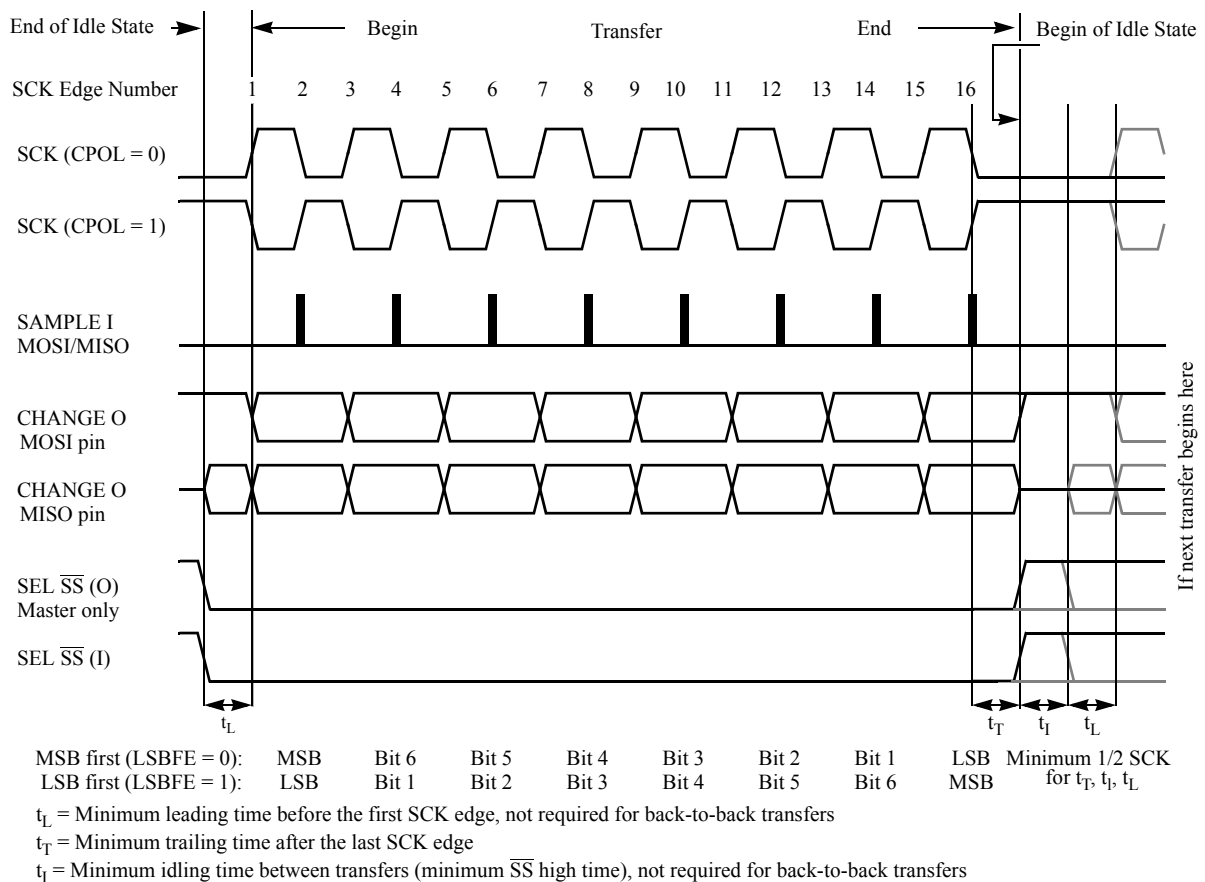 End of Idle State
Begin
Transfer
End
Begin of Idle State
SCK Edge Number
1 2 3 4 5 6 7 8 9 10 11 12 13 14 15 16
SCK (CPOL = 0)
SCK (CPOL = 1)
SAMPLE I
MOSI/MISO
CHANGE O
MOSI pin
CHANGE O
MISO pin
SEL S̅S̅ (O)
Master only
SEL S̅S̅ (I)
If next transfer begins here
tL
tT
tI
tL
MSB first (LSBFE = 0): MSB Bit 6 Bit 5 Bit 4 Bit 3 Bit 2 Bit 1 LSB
LSB first (LSBFE = 1): LSB Bit 1 Bit 2 Bit 3 Bit 4 Bit 5 Bit 6 MSB
Minimum 1/2 SCK
for tT, tl, tL
tL = Minimum leading time before the first SCK edge, not required for back-to-back transfers
tT = Minimum trailing time after the last SCK edge
tI = Minimum idling time between transfers (minimum S̅S̅ high time), not required for back-to-back transfers